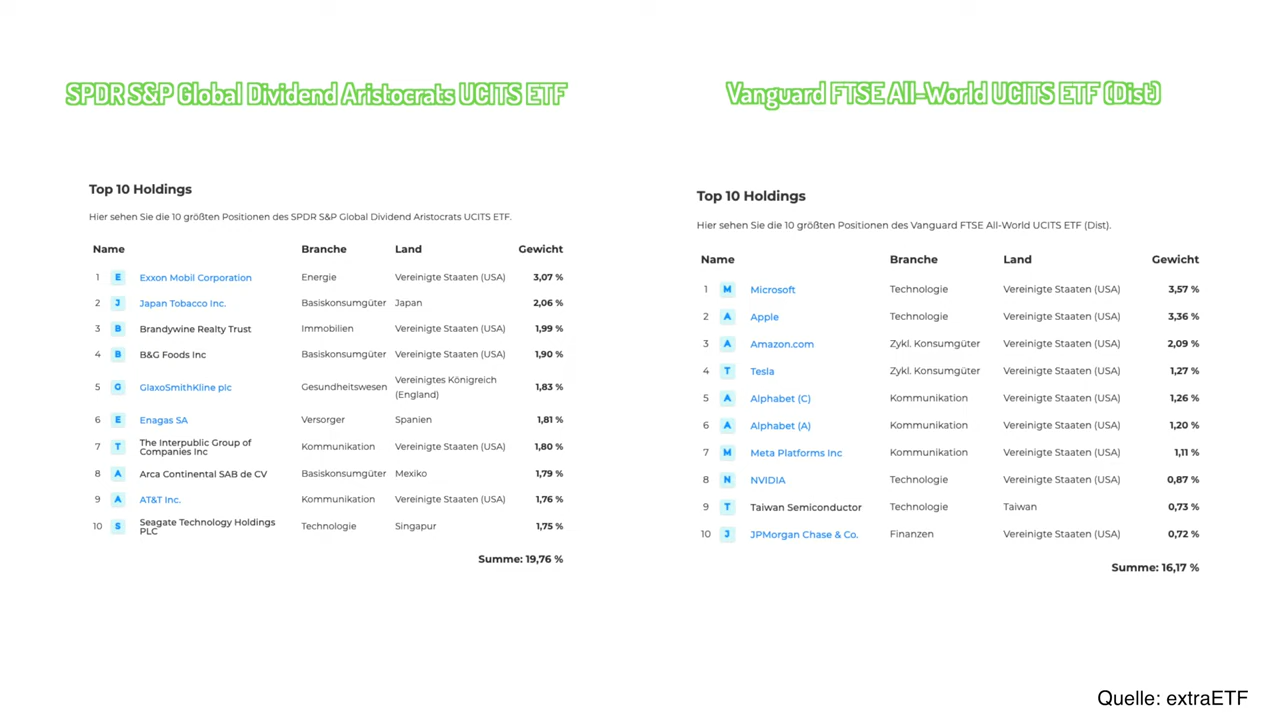 SPDR S&P Global Dividend Aristocrats UCITS ETF
Top 10 Holdings
Hier sehen Sie die 10 größten Positionen des SPDR S&P Global Dividend Aristocrats UCITS ETF.
Name Branche Land Gewicht
1 E Exxon Mobil Corporation Energie Vereinigte Staaten (USA) 3,07 %
2 J Japan Tobacco Inc. Basiskonsumgüter Japan 2,06 %
3 B Brandywine Realty Trust Immobilien Vereinigte Staaten (USA) 1,99 %
4 B B&G Foods Inc Basiskonsumgüter Vereinigte Staaten (USA) 1,90 %
5 G GlaxoSmithKline plc Gesundheitswesen Vereinigtes Königreich (England) 1,83 %
6 E Enagas SA Versorger Spanien 1,81 %
7 T The Interpublic Group of Companies Inc Kommunikation Vereinigte Staaten (USA) 1,80 %
8 A Arca Continental SAB de CV Basiskonsumgüter Mexiko 1,79 %
9 A AT&T Inc. Kommunikation Vereinigte Staaten (USA) 1,76 %
10 S Seagate Technology Holdings PLC Technologie Singapur 1,75 %
Summe: 19,76 %
Vanguard FTSE All-World UCITS ETF (Dist)
Top 10 Holdings
Hier sehen Sie die 10 größten Positionen des Vanguard FTSE All-World UCITS ETF (Dist).
Name Branche Land Gewicht
1 M Microsoft Technologie Vereinigte Staaten (USA) 3,57 %
2 A Apple Technologie Vereinigte Staaten (USA) 3,36 %
3 A Amazon.com Zykl. Konsumgüter Vereinigte Staaten (USA) 2,09 %
4 T Tesla Zykl. Konsumgüter Vereinigte Staaten (USA) 1,27 %
5 A Alphabet (C) Kommunikation Vereinigte Staaten (USA) 1,26 %
6 A Alphabet (A) Kommunikation Vereinigte Staaten (USA) 1,20 %
7 M Meta Platforms Inc Kommunikation Vereinigte Staaten (USA) 1,11 %
8 N NVIDIA Technologie Vereinigte Staaten (USA) 0,87 %
9 T Taiwan Semiconductor Technologie Taiwan 0,73 %
10 J JPMorgan Chase & Co. Finanzen Vereinigte Staaten (USA) 0,72 %
Summe: 16,17 %
Quelle: extraETF